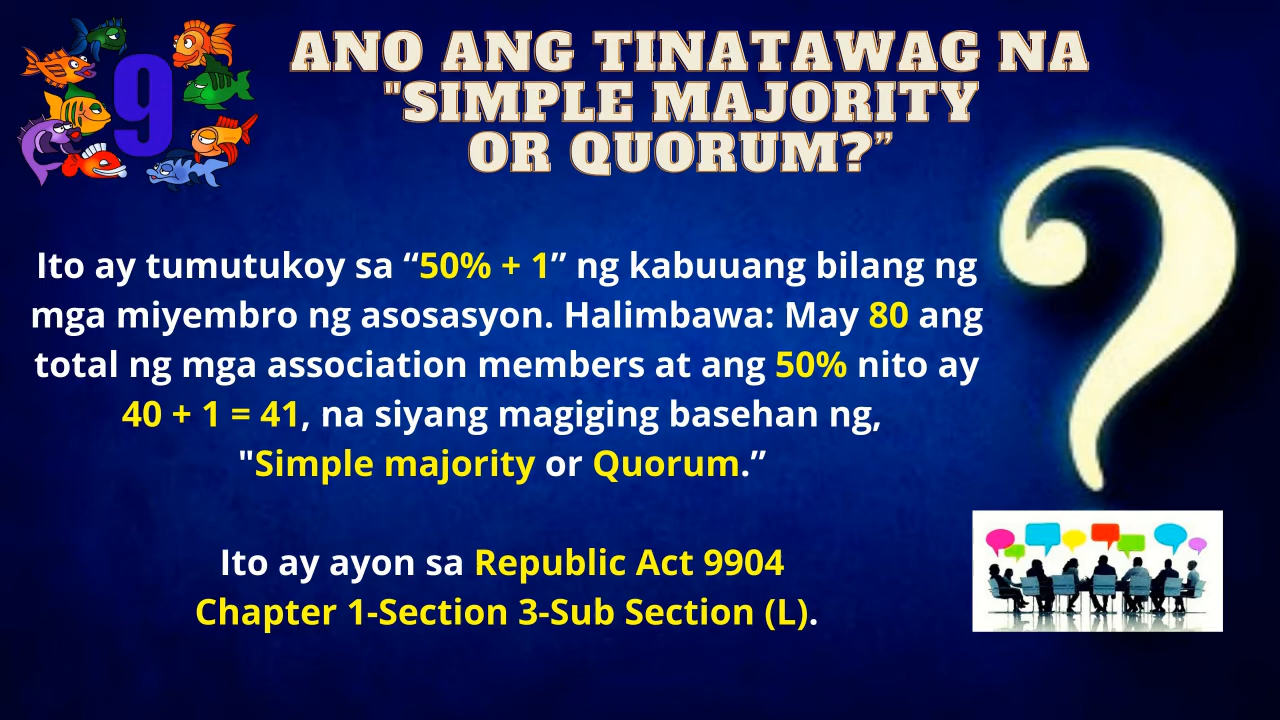 9
ANO ANG TINATAWAG NA
"SIMPLE MAJORITY
OR QUORUM?”
Ito ay tumutukoy sa “50% + 1” ng kabuuang bilang ng
mga miyembro ng asosasyon. Halimbawa: May 80 ang
total ng mga association members at ang 50% nito ay
40 + 1 = 41, na siyang magiging basehan ng,
"Simple majority or Quorum.”
Ito ay ayon sa Republic Act 9904
Chapter 1-Section 3-Sub Section (L).
?